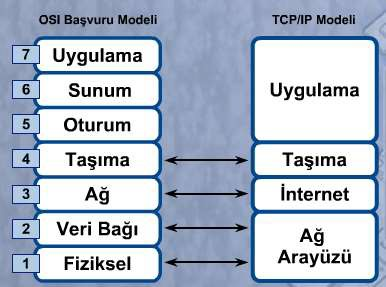 OSI Başvuru Modeli
TCP/IP Modeli
7 Uygulama
6 Sunum
5 Oturum
Uygulama
4 Taşıma
Taşıma
3 Ağ
İnternet
2 Veri Bağı
1 Fiziksel
Ağ
Arayüzü